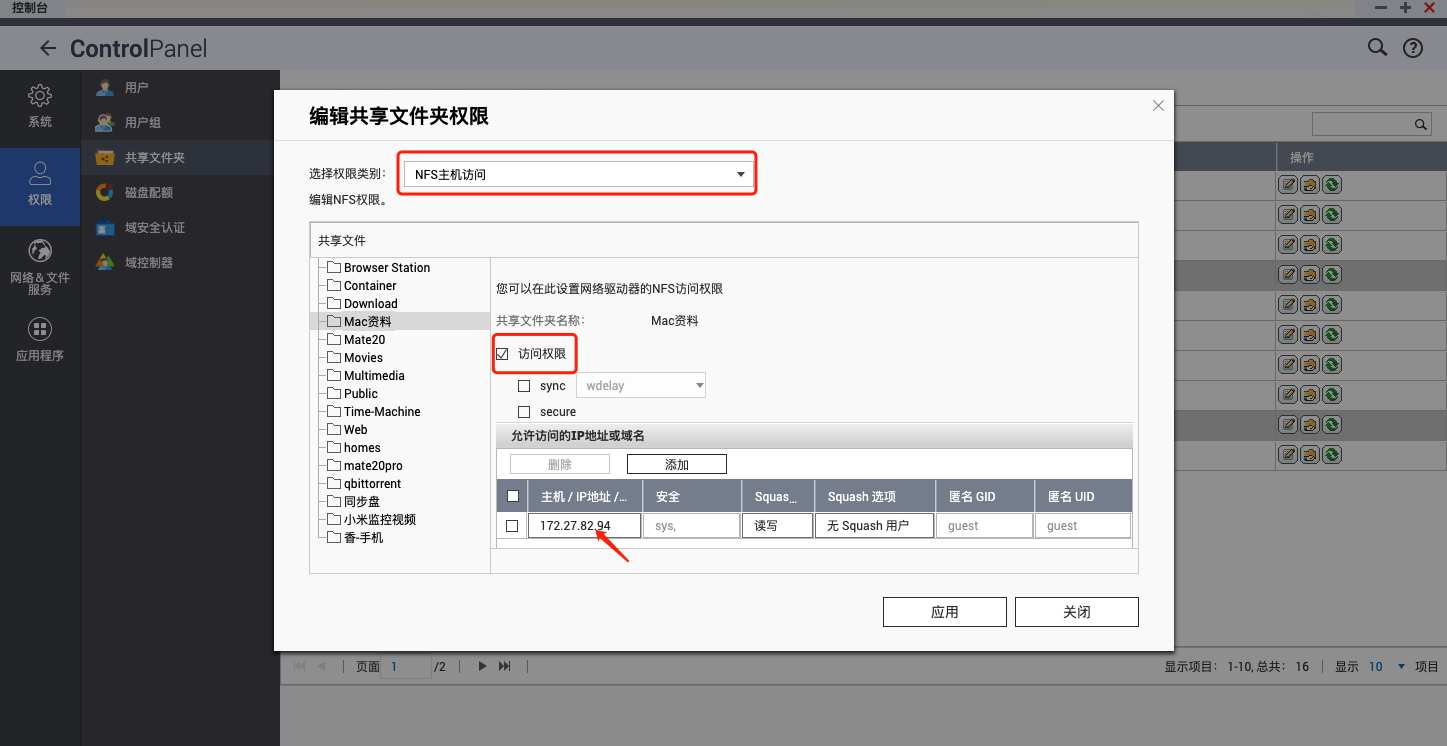 控制台
ControlPanel
系统
权限
网络&文件
服务
应用程序
用户
用户组
共享文件夹
磁盘配额
域安全认证
域控制器
操作
编辑共享文件夹权限
选择权限类别：
NFS主机访问
编辑NFS权限。
共享文件
Browser Station
Container
Download
Mac资料
Mate20
Movies
Multimedia
Public
Time-Machine
Web
homes
mate20pro
qbittorrent
同步盘
小米监控视频
香-手机
您可以在此设置网络驱动器的NFS访问权限
共享文件夹名称： Mac资料
访问权限
sync wdelay
secure
允许访问的IP地址或域名
删除 添加
主机 / IP地址 /... 安全 Squas... Squash 选项 匿名 GID 匿名 UID
172.27.82.94 sys, 读写 无 Squash 用户 guest guest
应用 关闭
页面 1 /2
显示项目： 1-10, 总共： 16 显示 10 项目